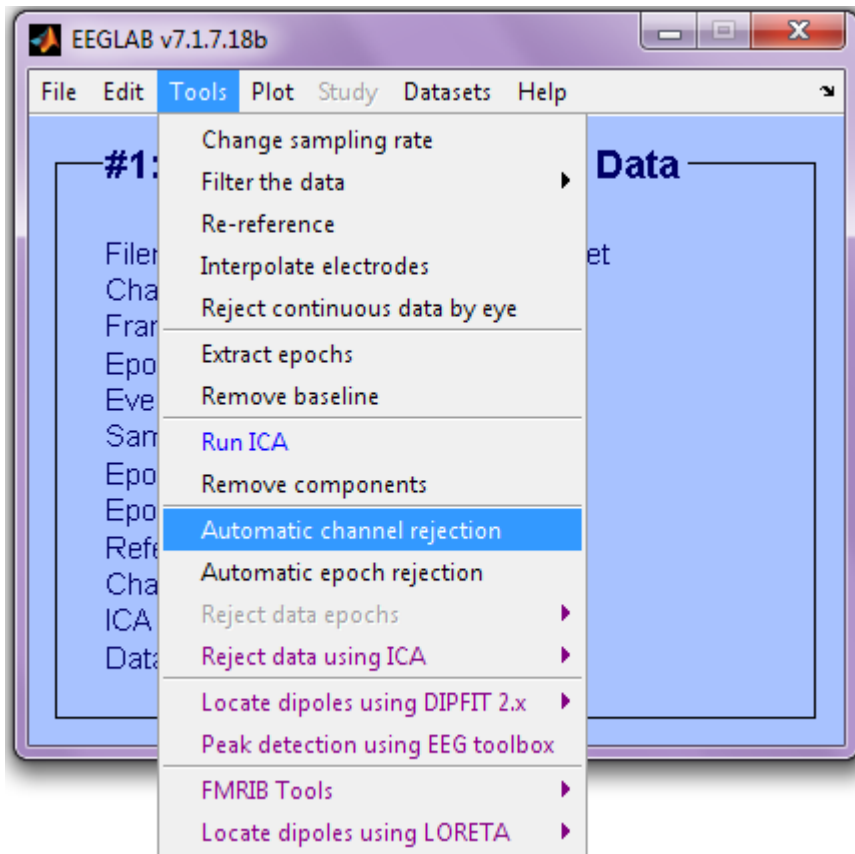 EEGLAB v7.1.7.18b
File Edit Tools Plot Study Datasets Help
#1: Data
Change sampling rate
Filter the data
Re-reference
Interpolate electrodes
Reject continuous data by eye
Extract epochs
Remove baseline
Run ICA
Remove components
Automatic channel rejection
Automatic epoch rejection
Reject data epochs
Reject data using ICA
Locate dipoles using DIPFIT 2.x
Peak detection using EEG toolbox
FMRIB Tools
Locate dipoles using LORETA
ICA